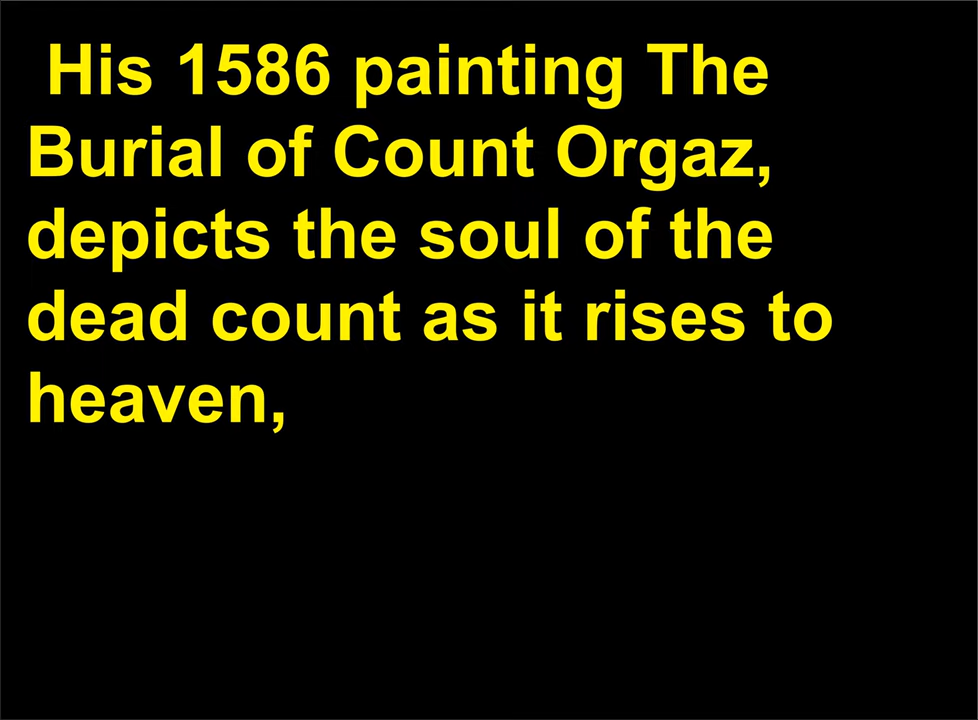 His 1586 painting The
Burial of Count Orgaz,
depicts the soul of the
dead count as it rises to
heaven,